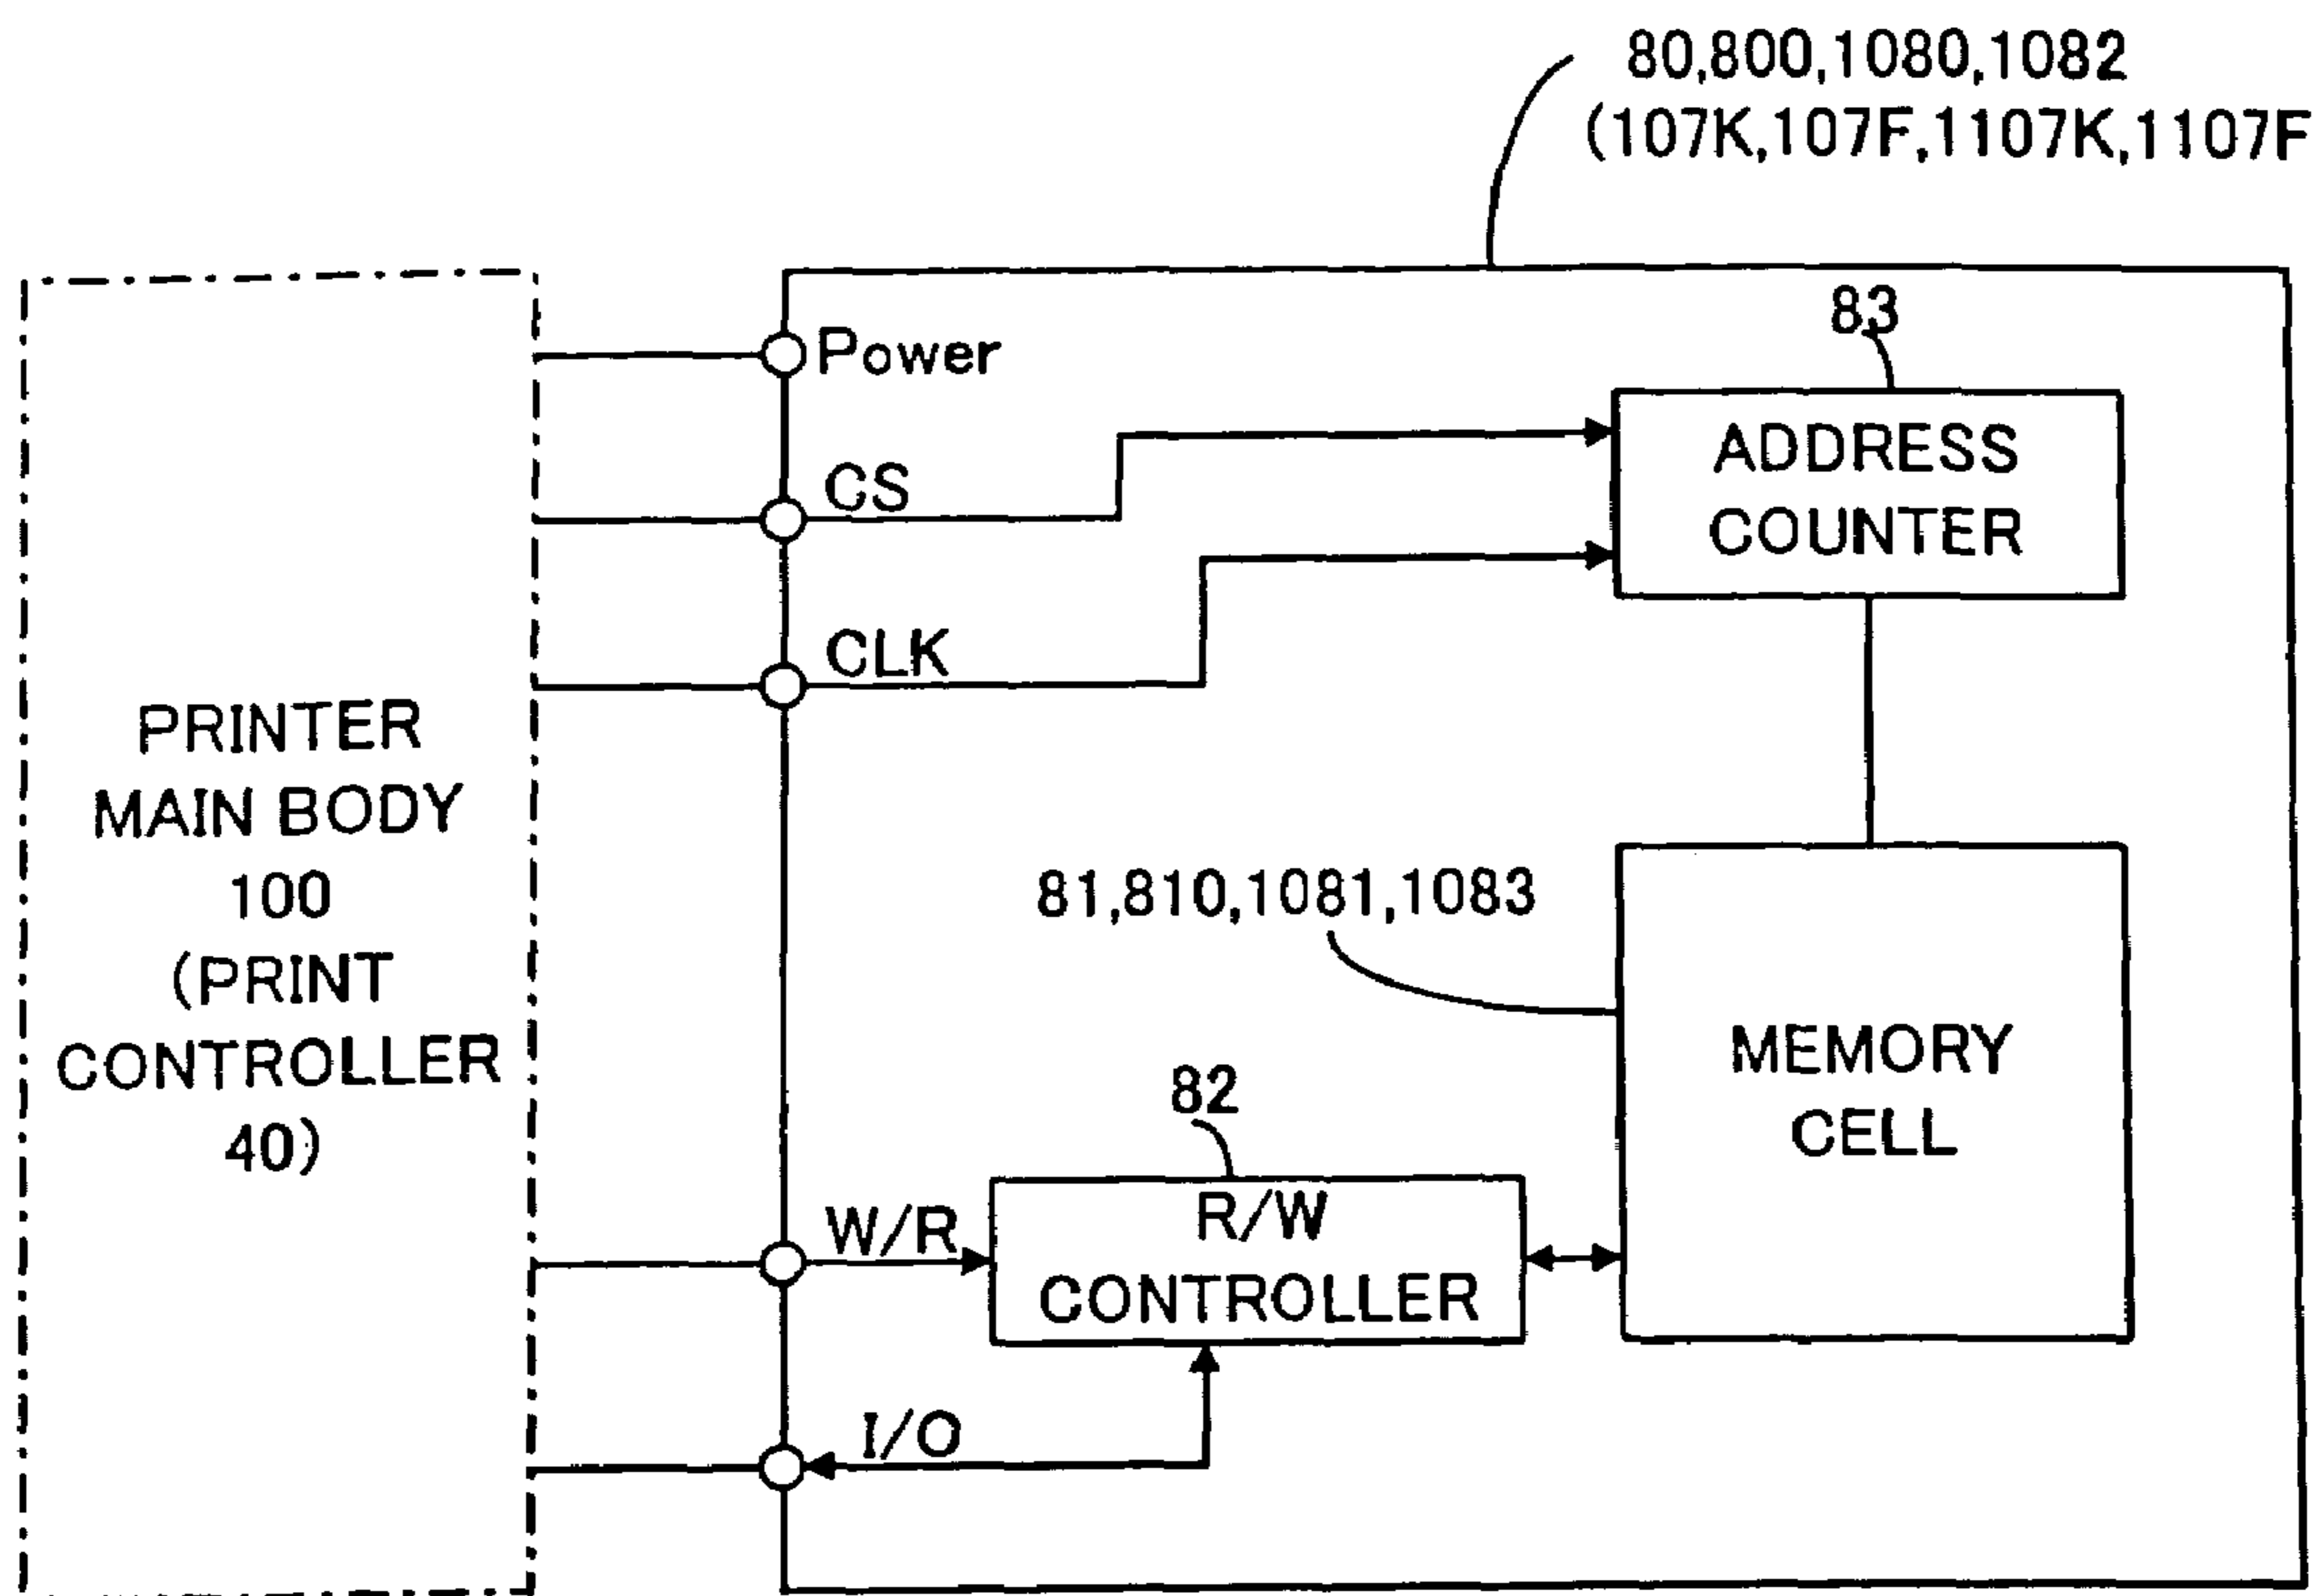 80,800,1080,1082
(107K,107F,1107K,1107F
83
Power
ADDRESS
COUNTER
CS
CLK
PRINTER
MAIN BODY
100
(PRINT
CONTROLLER
40)
81,810,1081,1083
MEMORY
CELL
82
W/R
R/W
CONTROLLER
I/O